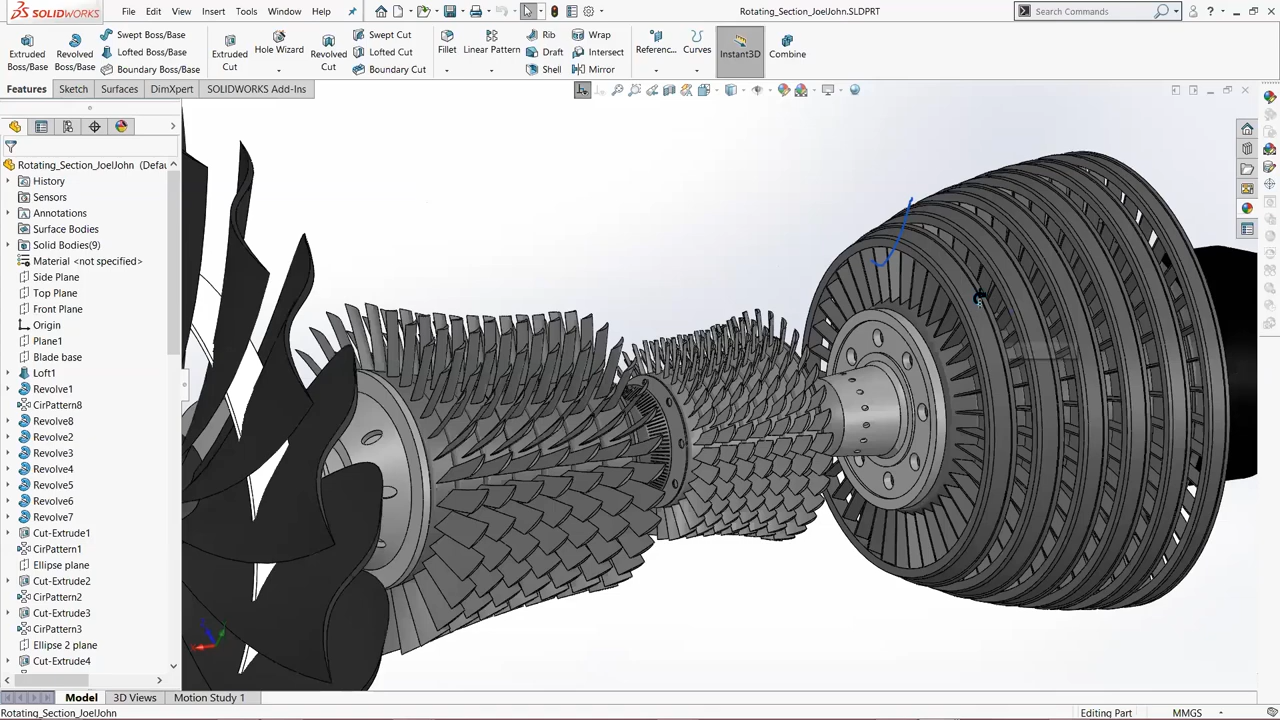 SOLIDWORKS File Edit View Insert Tools Window Help Rotating_Section_JoelJohn.SLDPRT Search Commands
Extruded Boss/Base
Revolved Boss/Base
Swept Boss/Base
Lofted Boss/Base
Boundary Boss/Base
Extruded Cut
Hole Wizard
Revolved Cut
Swept Cut
Lofted Cut
Boundary Cut
Fillet
Linear Pattern
Rib
Draft
Shell
Wrap
Intersect
Mirror
Referenc...
Curves
Instant3D
Combine
Features Sketch Surfaces DimXpert SOLIDWORKS Add-Ins
Rotating_Section_JoelJohn (Defau
History
Sensors
Annotations
Surface Bodies
Solid Bodies(9)
Material <not specified>
Side Plane
Top Plane
Front Plane
Origin
Plane1
Blade base
Loft1
Revolve1
CirPattern8
Revolve8
Revolve2
Revolve3
Revolve4
Revolve5
Revolve6
Revolve7
Cut-Extrude1
CirPattern1
Ellipse plane
Cut-Extrude2
CirPattern2
Cut-Extrude3
CirPattern3
Ellipse 2 plane
Cut-Extrude4
Model 3D Views Motion Study 1
Rotating_Section_JoelJohn Editing Part MMGS